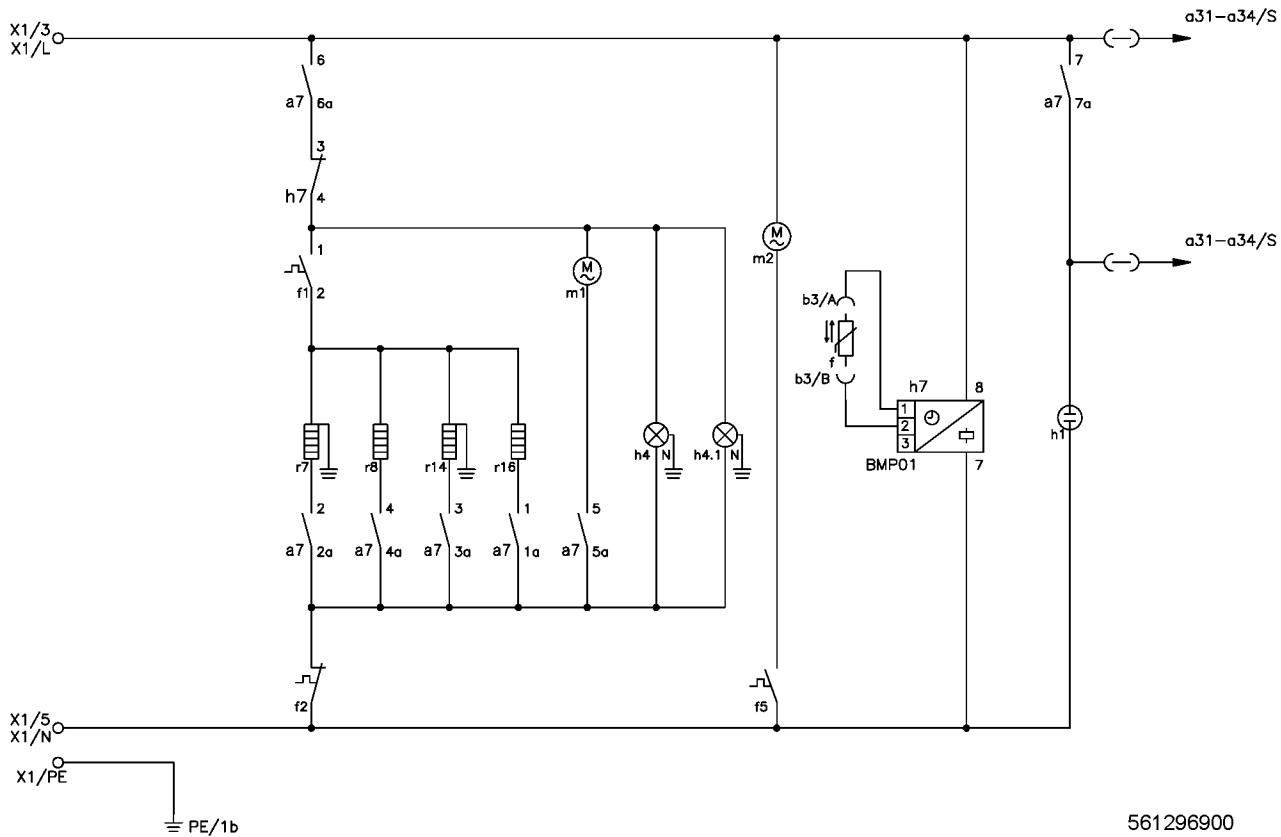 X1/3
X1/L
a31-a34/S
6
a7 6a
7
a7 7a
3
h7 4
a31-a34/S
1
f1 2
M
m1
M
m2
b3/A
f
b3/B
h7 8
1
2
3
BMP01 7
h1
r7
r8
r14
r16
h4 N
h4.1 N
2
a7 2a
4
a7 4a
3
a7 3a
1
a7 1a
5
a7 5a
f2
f5
X1/5
X1/N
X1/PE
PE/1b
561296900